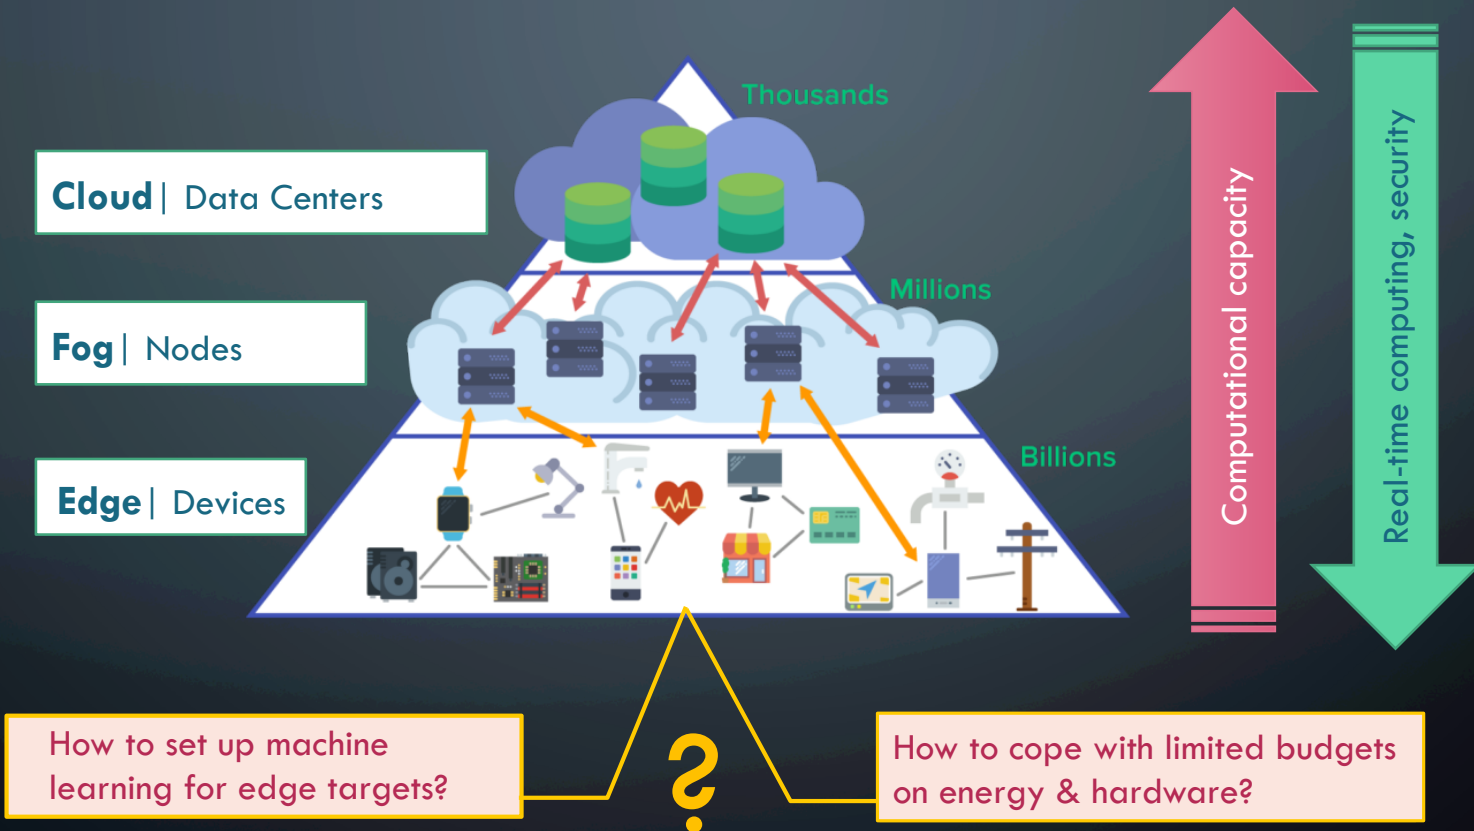 Thousands
Cloud| Data Centers
Millions
Fog| Nodes
Billions
Edge| Devices
Computational capacity
Real-time computing, security
How to set up machine
learning for edge targets?
?
How to cope with limited budgets
on energy & hardware?